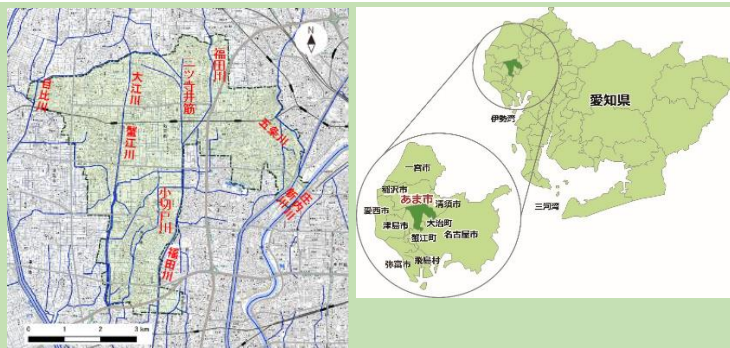 福田川
一ツ寺井筋
大江川
目比川
蟹江川
五条川
小切戸川
新川
庄内川
福田川
N
0 1 2 3 km
愛知県
伊勢湾
三河湾
一宮市
稲沢市
あま市
清須市
愛西市
大治町
津島市
名古屋市
蟹江町
弥富市
飛島村